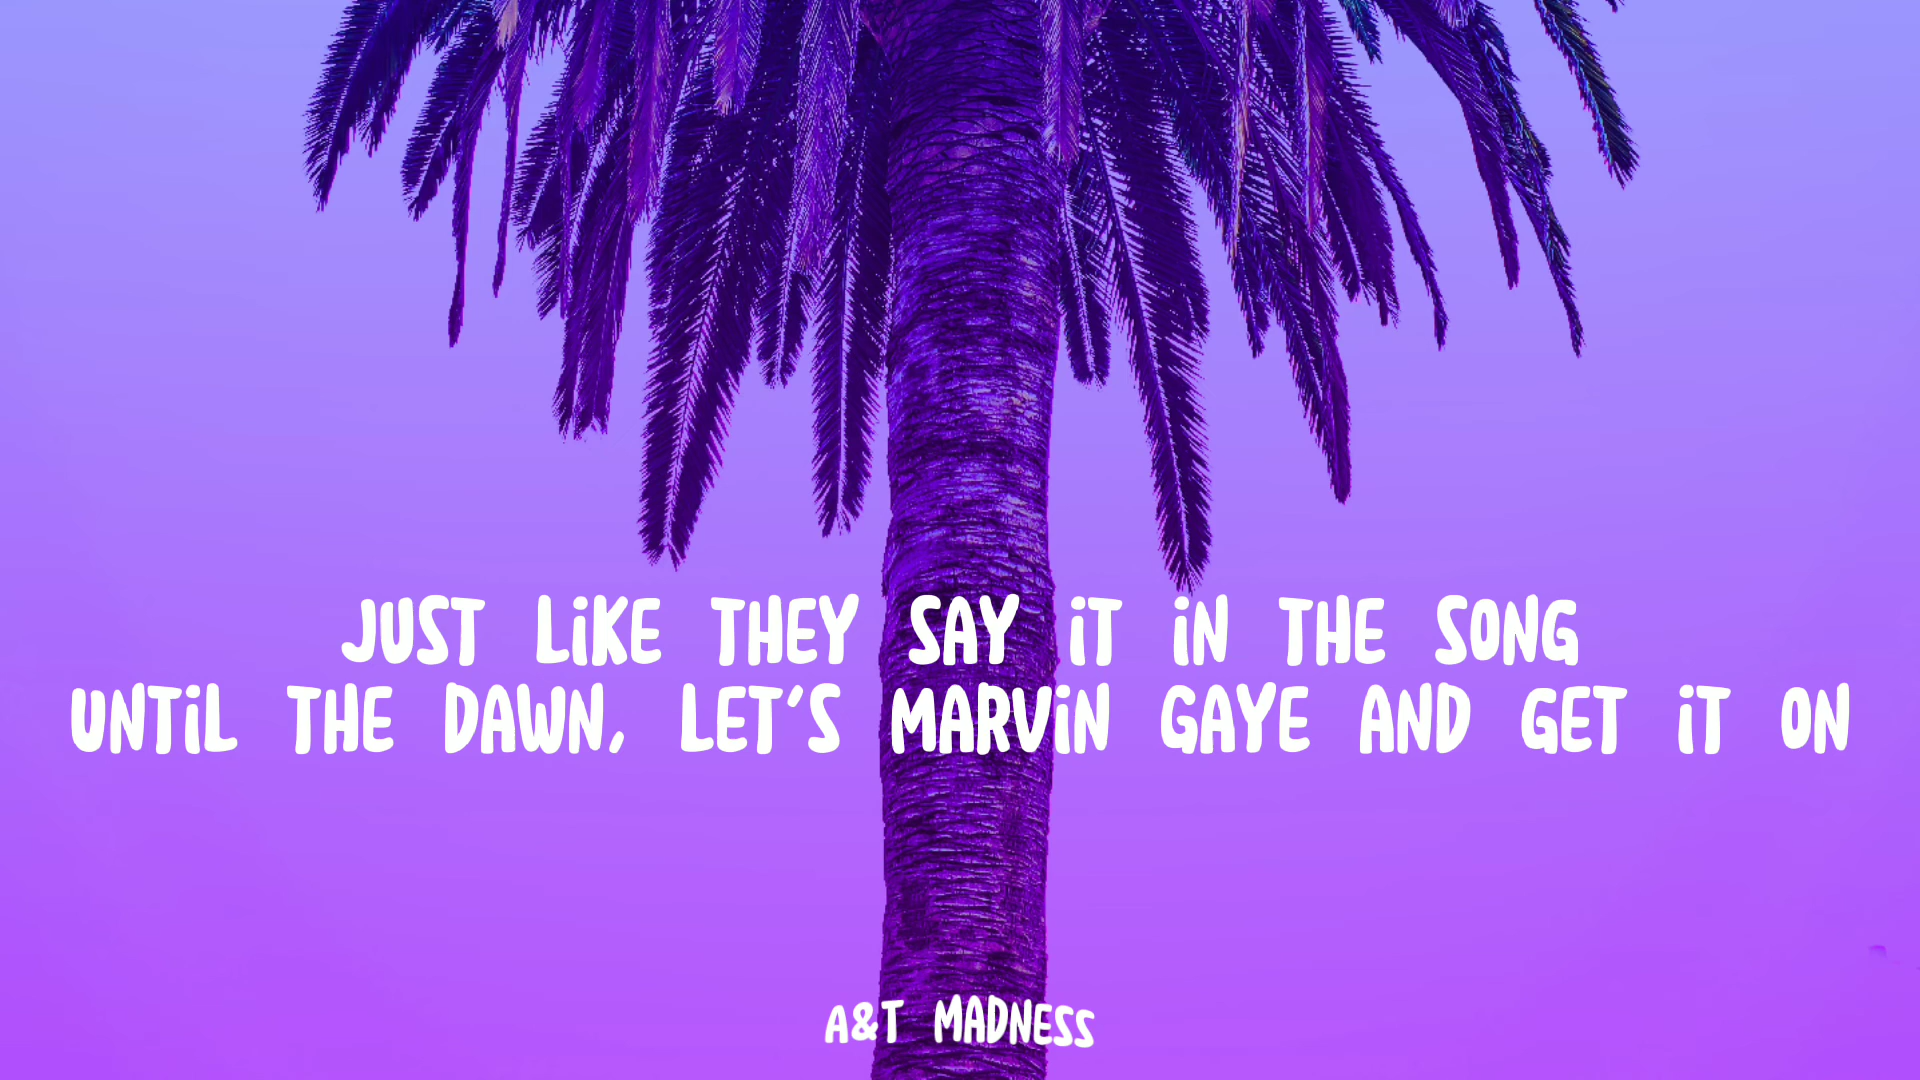 JUST LiKE THEY SAY iT iN THE SONG
UNTiL THE DAWN, LET'S MARViN GAYE AND GET iT ON
A&T MADNESS